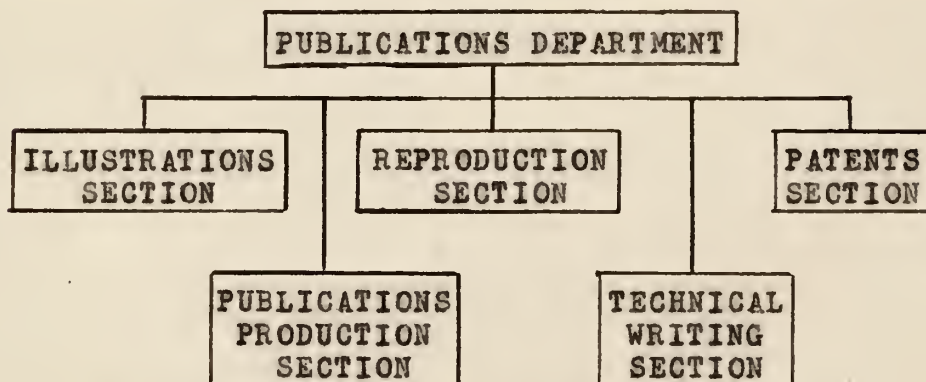 PUBLICATIONS DEPARTMENT
ILLUSTRATIONS
SECTION
REPRODUCTION
SECTION
PATENTS
SECTION
PUBLICATIONS
PRODUCTION
SECTION
TECHNICAL
WRITING
SECTION